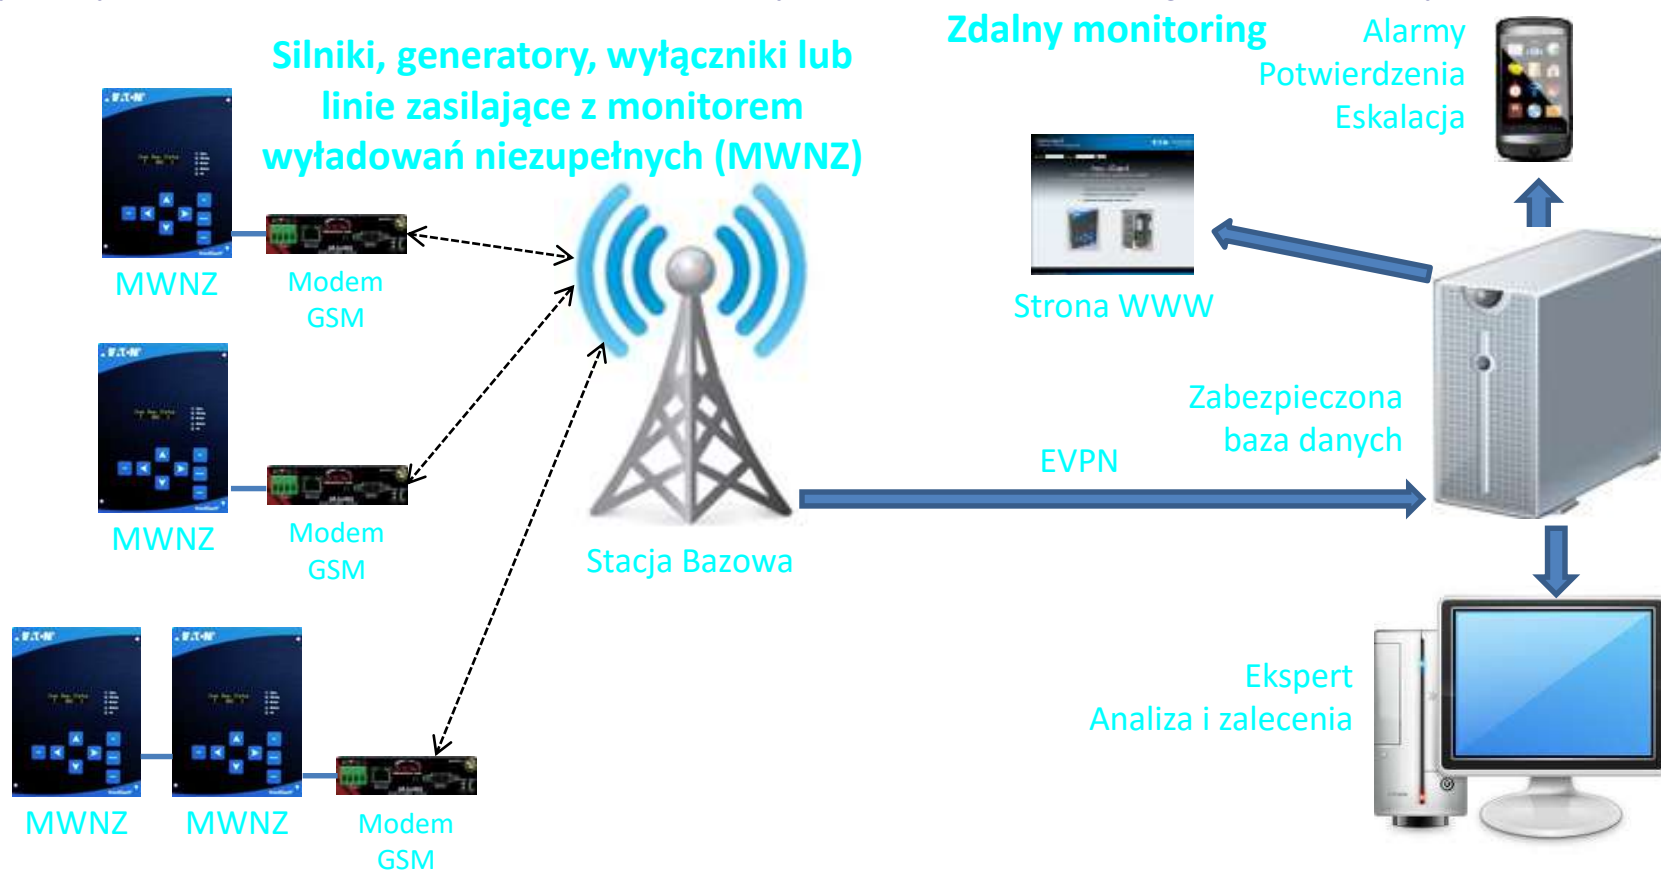 Silniki, generatory, wyłączniki lub
linie zasilające z monitorem
wyładowań niezupełnych (MWNZ)
Zdalny monitoring
Alarmy
Potwierdzenia
Eskalacja
MWNZ
Modem
GSM
Strona WWW
MWNZ
Modem
GSM
Stacja Bazowa
EVPN
Zabezpieczona
baza danych
Ekspert
Analiza i zalecenia
MWNZ
MWNZ
Modem
GSM